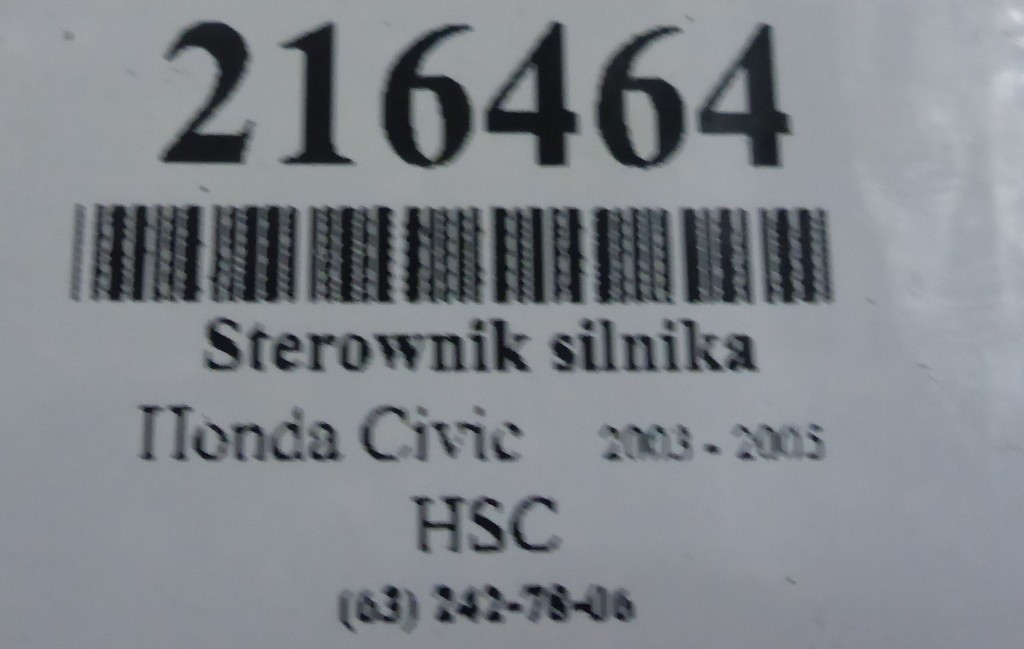 216464
Sterownik silnika
Honda Civic 2003 - 2005
HSC
(63) 242-78-06